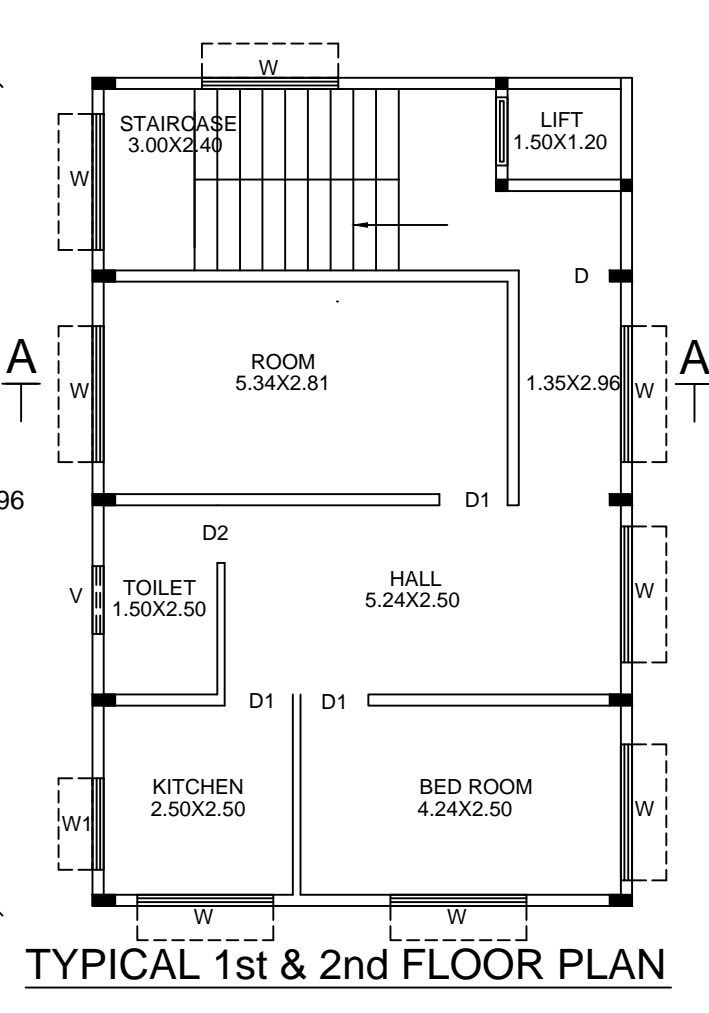 W
STAIRCASE
3.00X2.40
LIFT
1.50X1.20
W
D
A
A
ROOM
5.34X2.81
1.35X2.96
W
W
96
D1
D2
V
TOILET
1.50X2.50
HALL
5.24X2.50
W
D1
D1
KITCHEN
2.50X2.50
BED ROOM
4.24X2.50
W
W1
W
W
TYPICAL 1st & 2nd FLOOR PLAN